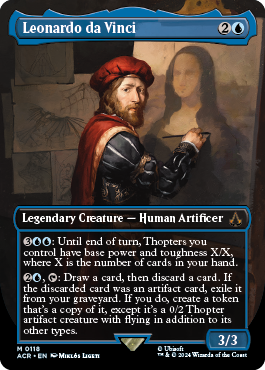 Leonardo da Vinci 2U
Legendary Creature — Human Artificer
3UU: Until end of turn, Thopters you
control have base power and toughness X/X,
where X is the number of cards in your hand.
2U, T: Draw a card, then discard a card. If
the discarded card was an artifact card, exile it
from your graveyard. If you do, create a token
that's a copy of it, except it's a 0/2 Thopter
artifact creature with flying in addition to its
other types.
3/3
M 0118
ACR • EN Miklós Ligeti
© Ubisoft
™ & © 2024 Wizards of the Coast